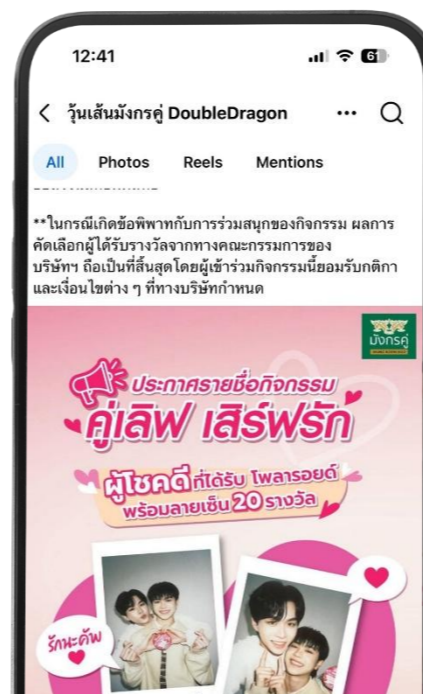 12:41
61
วุ้นเส้นมังกรคู่ DoubleDragon
All Photos Reels Mentions
**ในกรณีเกิดข้อพิพาทกับการร่วมสนุกของกิจกรรม ผลการ
คัดเลือกผู้ได้รับรางวัลจากทางคณะกรรมการของ
บริษัทฯ ถือเป็นที่สิ้นสุดโดยผู้เข้าร่วมกิจกรรมนี้ยอมรับกติกา
และเงื่อนไขต่าง ๆ ที่ทางบริษัทกำหนด
มังกรคู่
ประกาศรายชื่อกิจกรรม
คู่เลิฟ เสิร์ฟรัก
ผู้โชคดี ที่ได้รับ โพลารอยด์
พร้อมลายเซ็น 20 รางวัล
รักนะคัพ